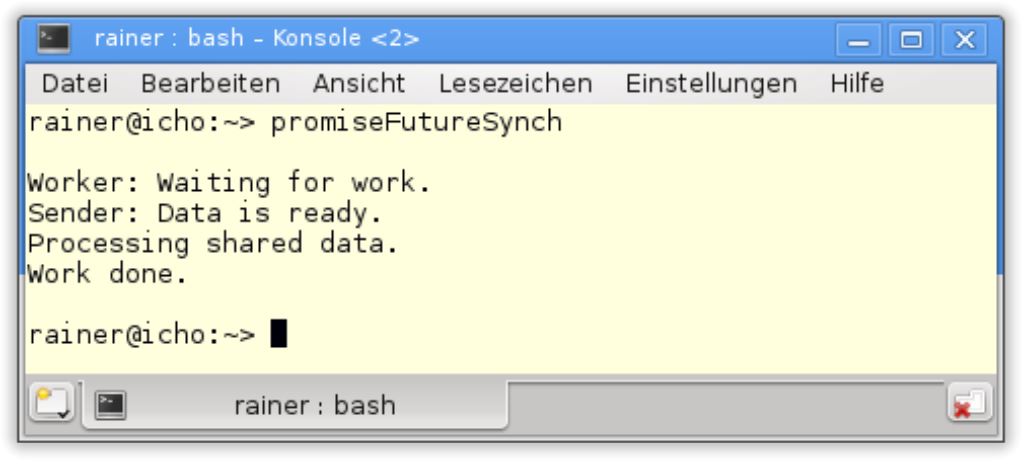 rainer : bash – Konsole <2>
Datei Bearbeiten Ansicht Lesezeichen Einstellungen Hilfe
rainer@icho:~> promiseFutureSynch
Worker: Waiting for work.
Sender: Data is ready.
Processing shared data.
Work done.
rainer@icho:~>
rainer : bash